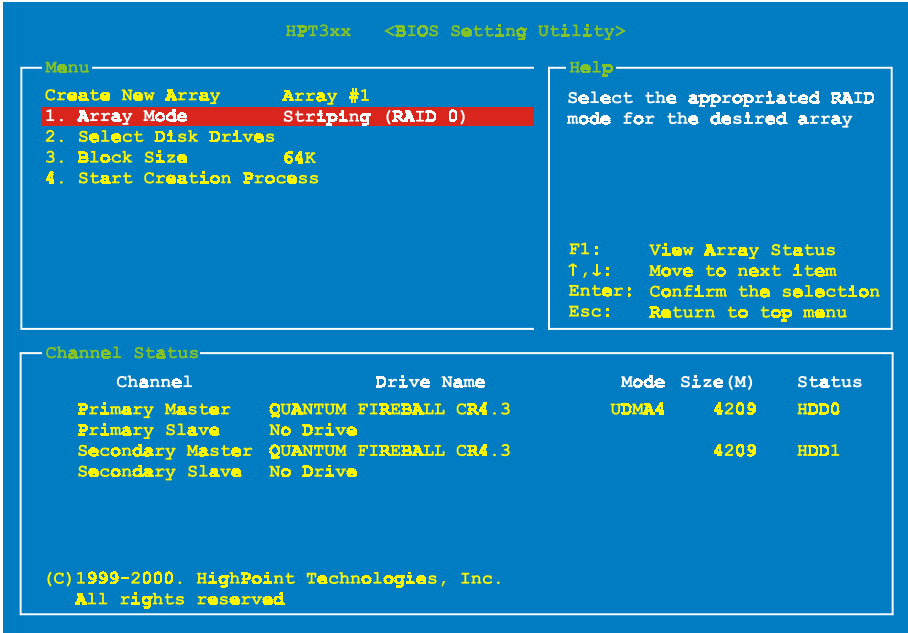 HPT3xx <BIOS Setting Utility>
Menu
Create New Array Array #1
1. Array Mode Striping (RAID 0)
2. Select Disk Drives
3. Block Size 64K
4. Start Creation Process
Help
Select the appropriated RAID
mode for the desired array
F1: View Array Status
↑,↓: Move to next item
Enter: Confirm the selection
Esc: Return to top menu
Channel Status
Channel Drive Name Mode Size(M) Status
Primary Master QUANTUM FIREBALL CR4.3 UDMA4 4209 HDD0
Primary Slave No Drive
Secondary Master QUANTUM FIREBALL CR4.3 4209 HDD1
Secondary Slave No Drive
(C)1999-2000. HighPoint Technologies, Inc.
All rights reserved